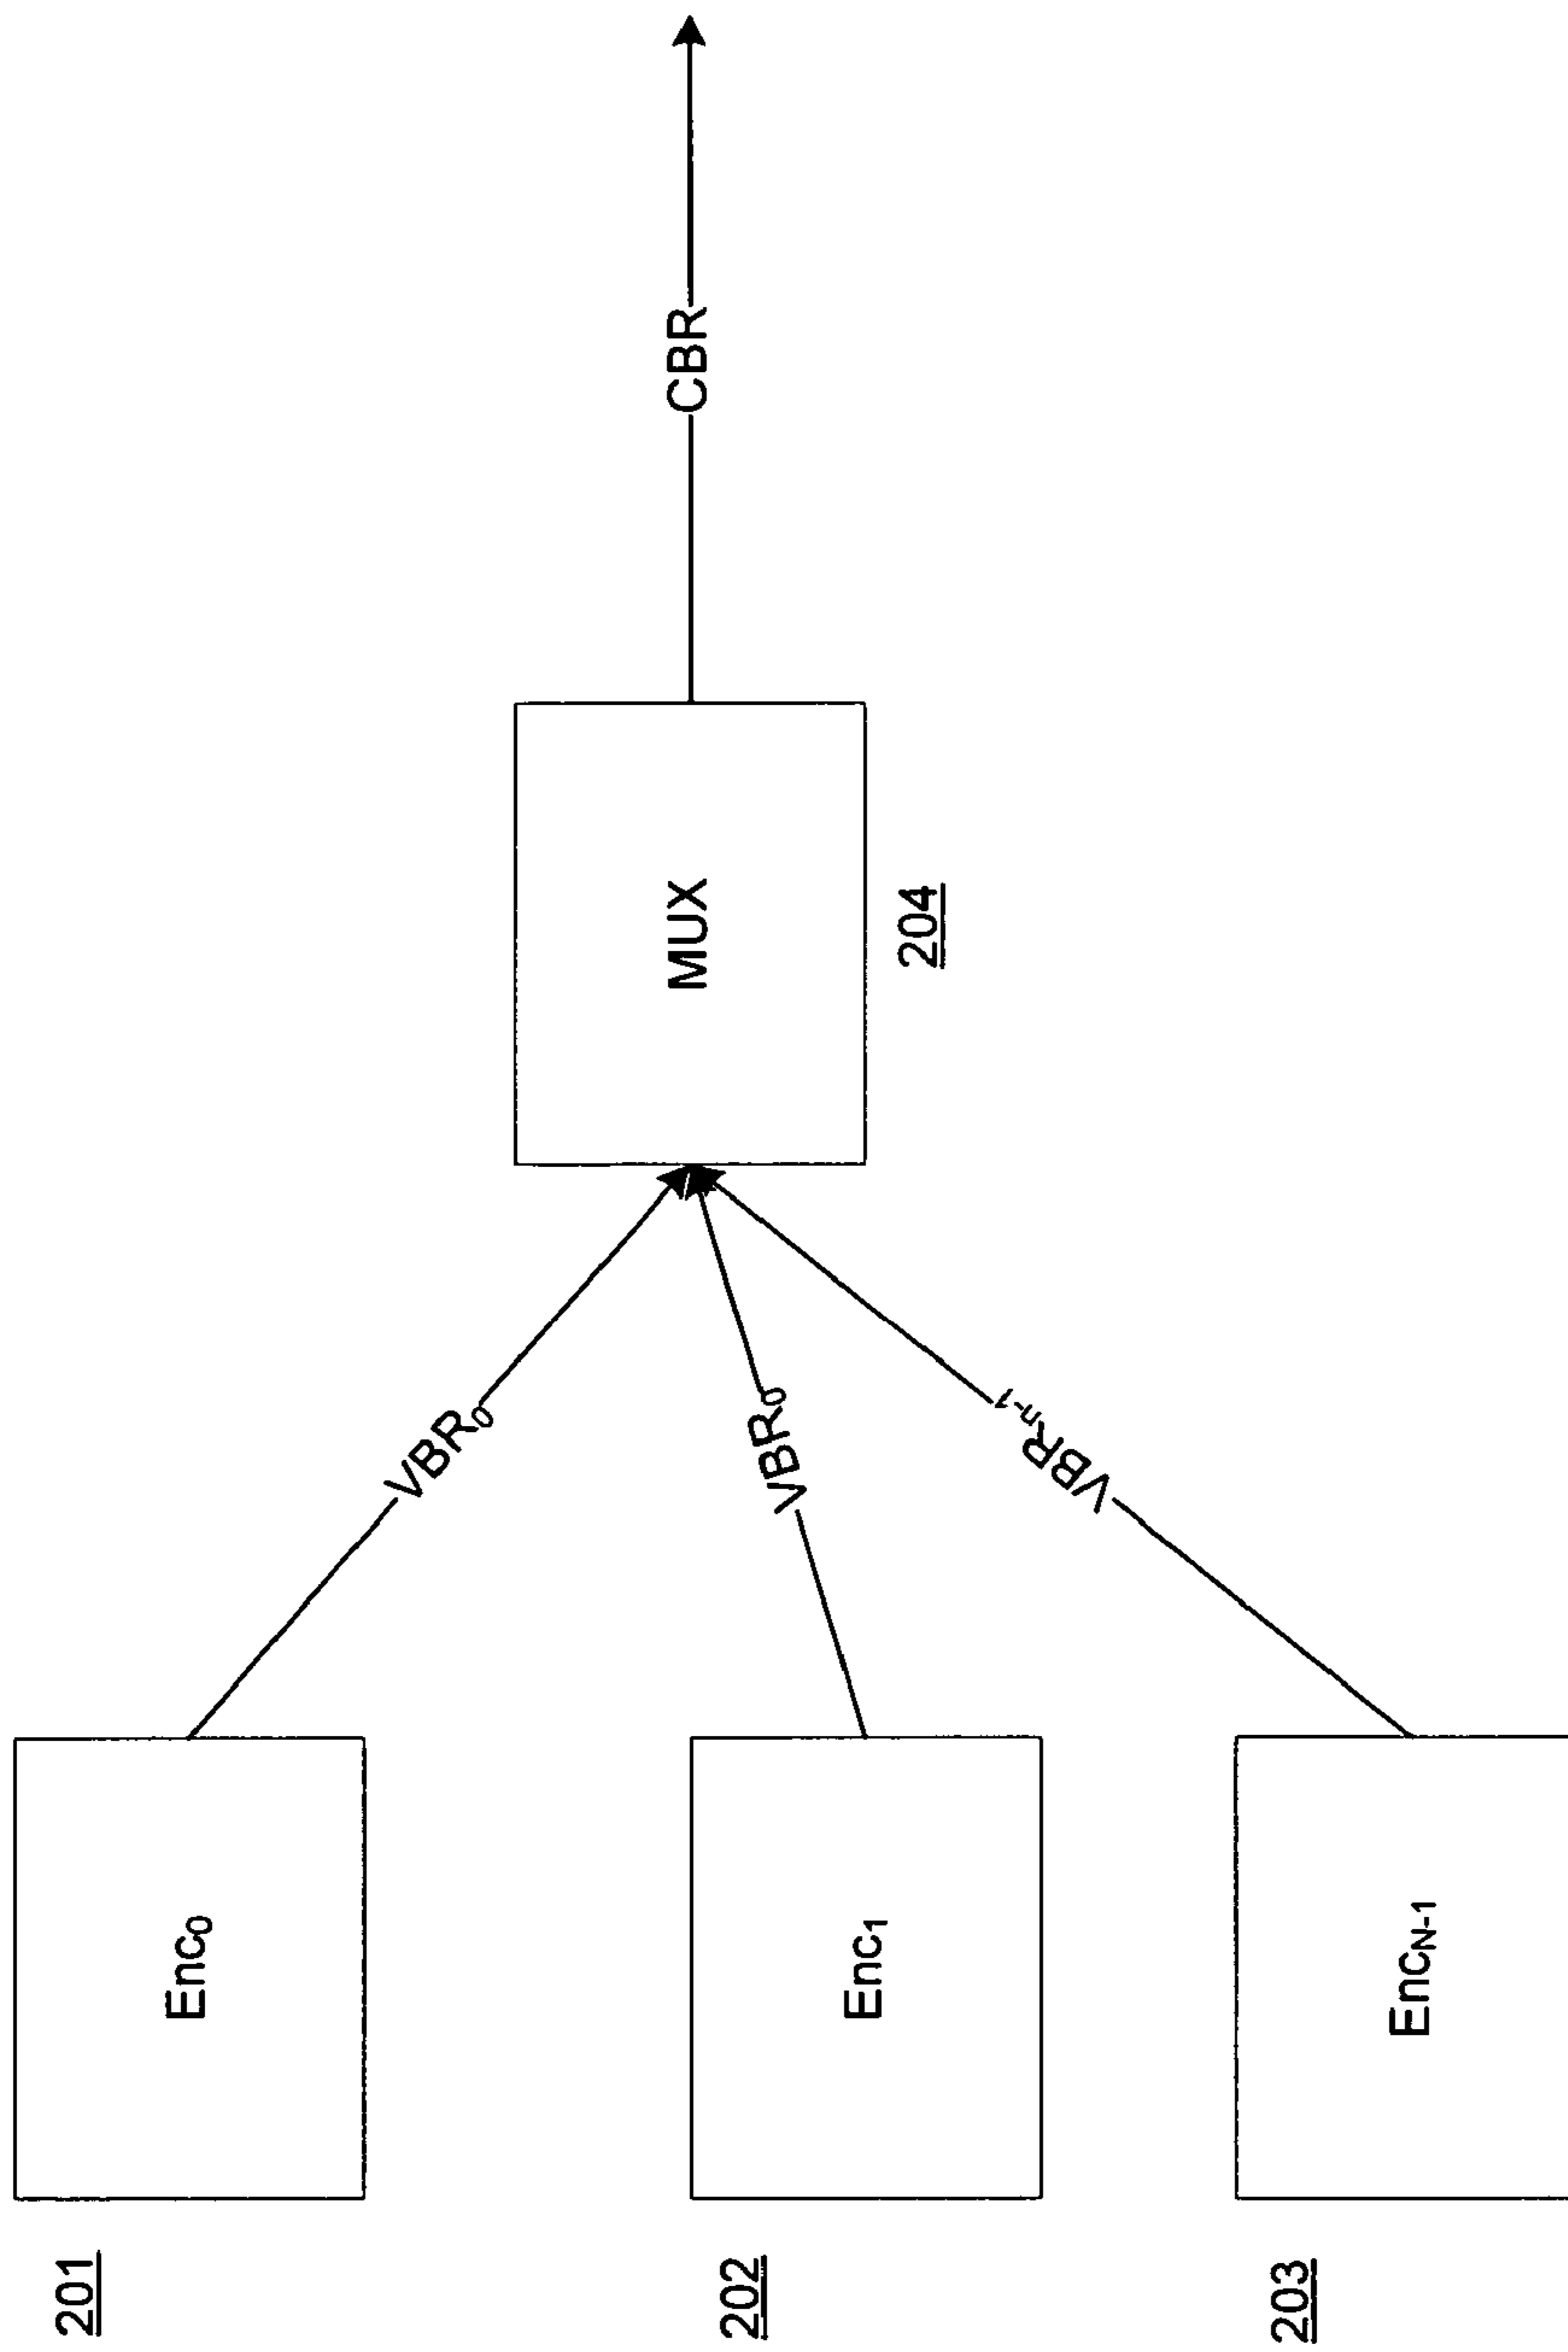 201
Enc₀
VBR₀
202
Enc₁
VBR₀
203
Encₙ₋₁
VBRₙ₋₁
MUX
204
CBR